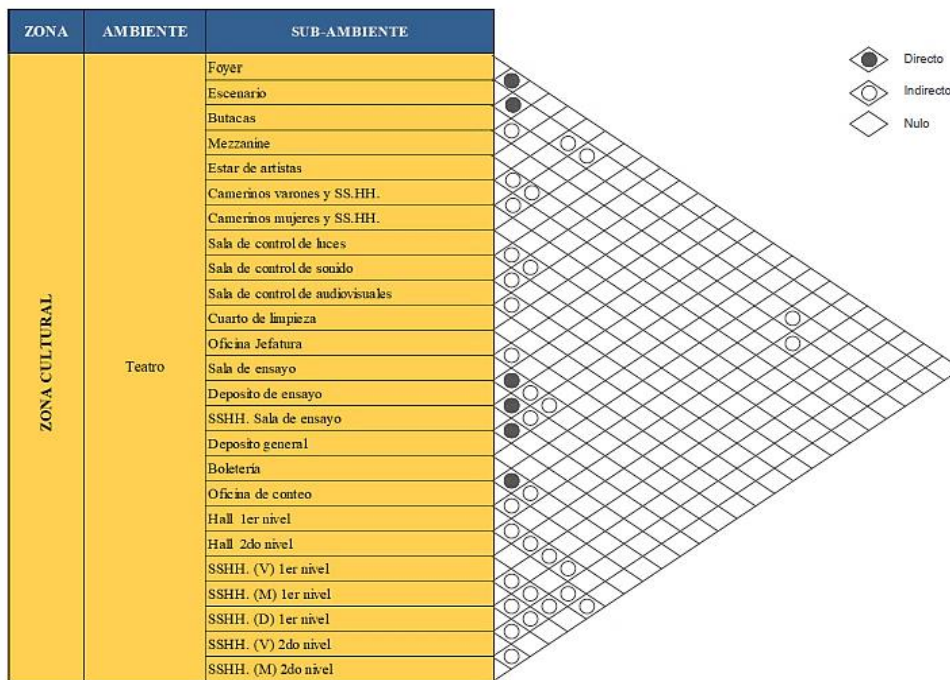 ZONA AMBIENTE SUB-AMBIENTE
Foyer
Escenario
Butacas
Mezzanine
Estar de artistas
Camerinos varones y SS.HH.
Camerinos mujeres y SS.HH.
Sala de control de luces
Sala de control de sonido
Sala de control de audiovisuales
Cuarto de limpieza
Oficina Jefatura
Sala de ensayo
Deposito de ensayo
SSHH. Sala de ensayo
Deposito general
Boletería
Oficina de conteo
Hall 1er nivel
Hall 2do nivel
SSHH. (V) 1er nivel
SSHH. (M) 1er nivel
SSHH. (D) 1er nivel
SSHH. (V) 2do nivel
SSHH. (M) 2do nivel
ZONA CULTURAL
Teatro
Directo
Indirecto
Nulo